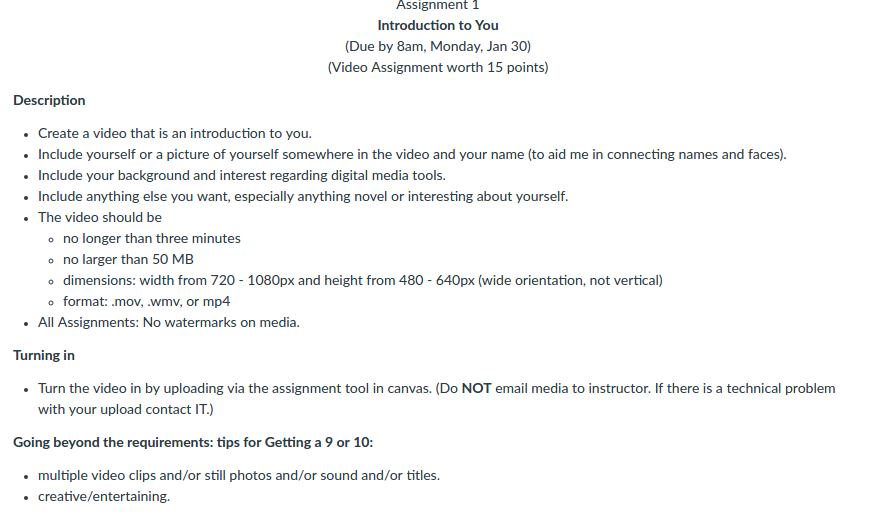 Assignment 1
Introduction to You
(Due by 8am, Monday, Jan 30)
(Video Assignment worth 15 points)
Description
• Create a video that is an introduction to you.
• Include yourself or a picture of yourself somewhere in the video and your name (to aid me in connecting names and faces).
• Include your background and interest regarding digital media tools.
• Include anything else you want, especially anything novel or interesting about yourself.
• The video should be
◦ no longer than three minutes
◦ no larger than 50 MB
◦ dimensions: width from 720 - 1080px and height from 480 - 640px (wide orientation, not vertical)
◦ format: .mov, .wmv, or mp4
• All Assignments: No watermarks on media.
Turning in
• Turn the video in by uploading via the assignment tool in canvas. (Do NOT email media to instructor. If there is a technical problem
with your upload contact IT.)
Going beyond the requirements: tips for Getting a 9 or 10:
• multiple video clips and/or still photos and/or sound and/or titles.
• creative/entertaining.